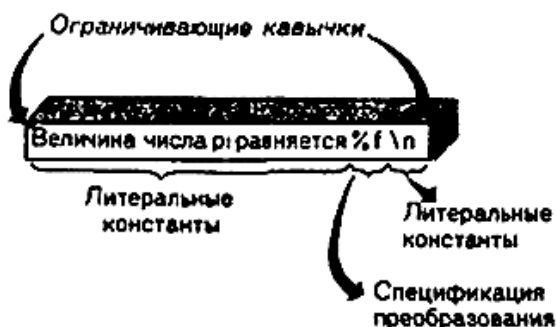 Ограничивающие кавычки
Величина числа pi равняется %f \n
Литеральные
константы
Литеральные
константы
Спецификация
преобразования